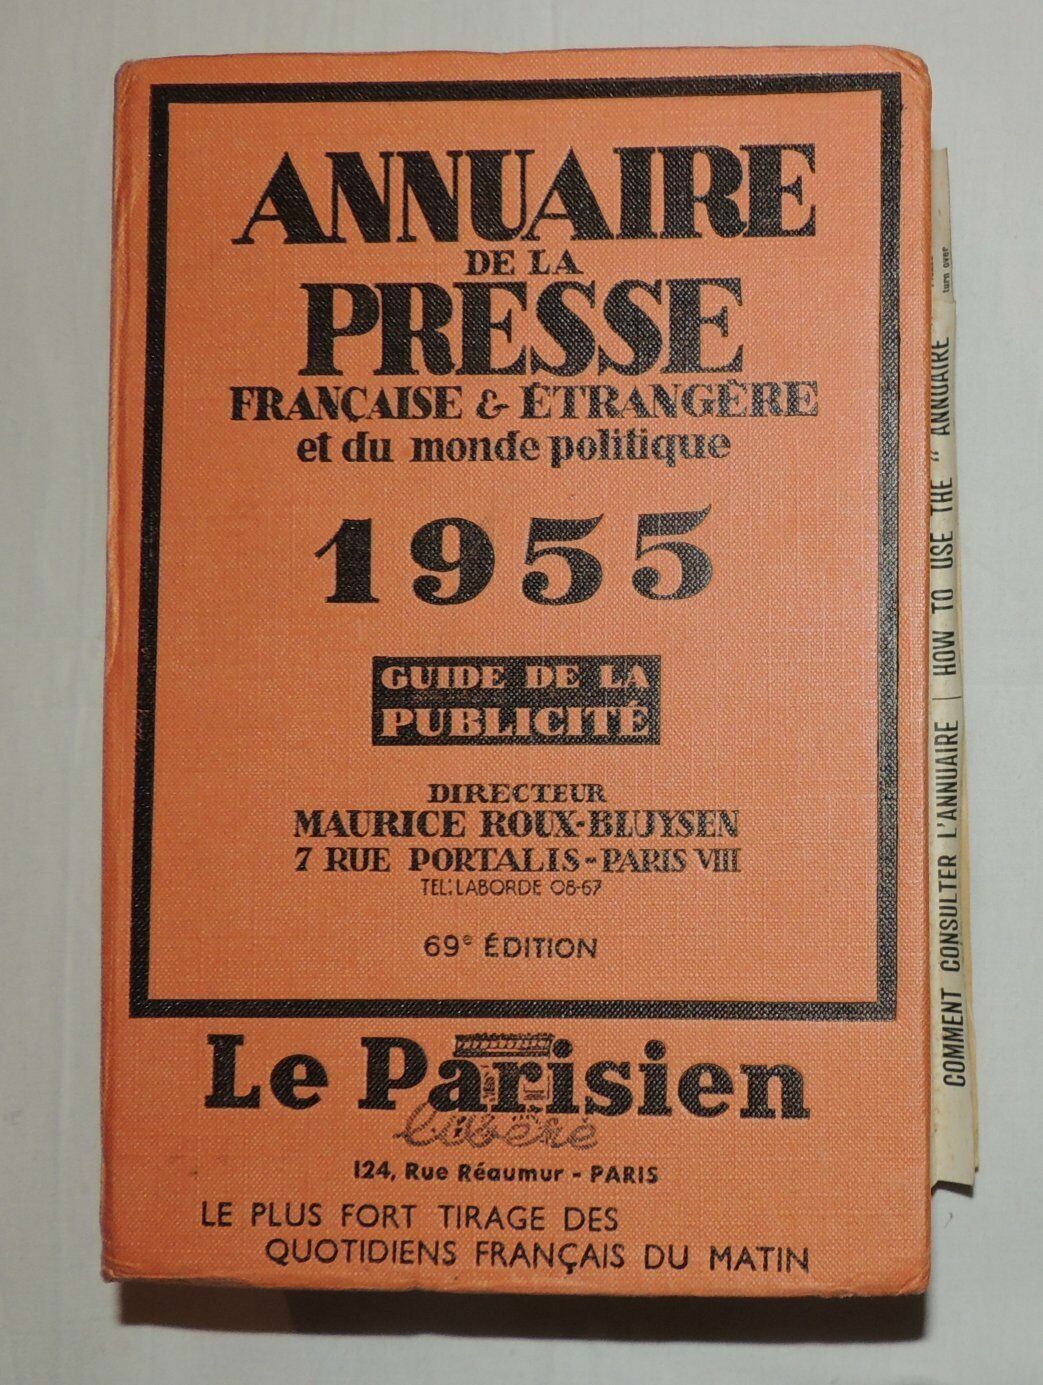 ANNUAIRE
DE LA
PRESSE
FRANÇAISE & ÉTRANGÈRE
et du monde politique
1955
GUIDE DE LA
PUBLICITÉ
DIRECTEUR
MAURICE ROUX-BLUYSEN
7 RUE PORTALIS - PARIS VIII
TEL: LABORDE 08-67
69e ÉDITION
Le Parisien
libéré
124, Rue Réaumur - PARIS
LE PLUS FORT TIRAGE DES
QUOTIDIENS FRANÇAIS DU MATIN
COMMENT CONSULTER L'ANNUAIRE | HOW TO USE THE " ANNUAIRE
turn over